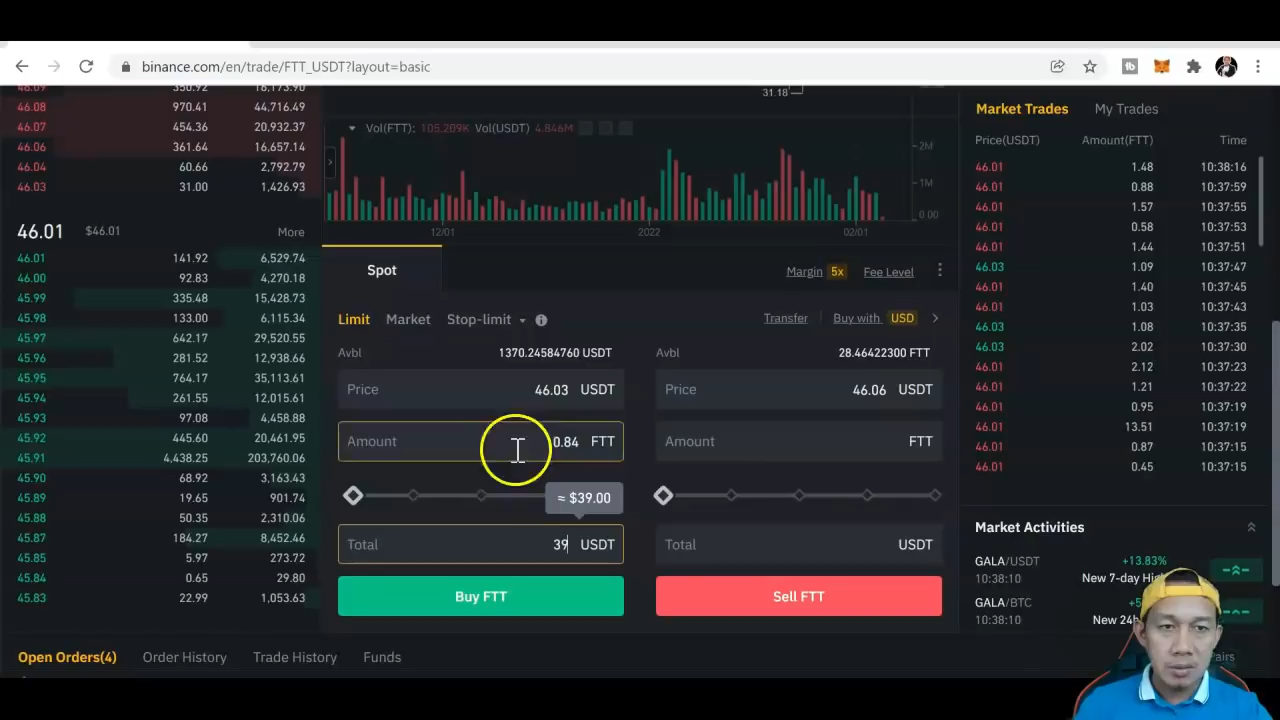 binance.com/en/trade/FTT_USDT?layout=basic
46.09 350.92 16,173.90
46.08 970.41 44,716.49
46.07 454.36 20,932.37
46.06 361.64 16,657.14
46.04 60.66 2,792.79
46.03 31.00 1,426.93
46.01 $46.01 More
46.01 141.92 6,529.74
46.00 92.83 4,270.18
45.99 335.48 15,428.73
45.98 133.00 6,115.34
45.97 642.17 29,520.55
45.96 281.52 12,938.66
45.95 764.17 35,113.61
45.94 261.55 12,015.61
45.93 97.08 4,458.88
45.92 445.60 20,461.95
45.91 4,438.25 203,760.06
45.90 68.92 3,163.43
45.89 19.65 901.74
45.88 50.35 2,310.06
45.87 184.27 8,452.46
45.85 5.97 273.72
45.84 0.65 29.80
45.83 22.99 1,053.63
31.18
Vol(FTT): 105.209K Vol(USDT) 4.846M
2M
1M
0.00
12/01 2022 02/01
Spot
Margin 5x Fee Level
Limit Market Stop-limit
Transfer Buy with USD
Avbl 1370.24584760 USDT
Price 46.03 USDT
Amount 0.84 FTT
≈ $39.00
Total 39 USDT
Buy FTT
Avbl 28.46422300 FTT
Price 46.06 USDT
Amount FTT
Total USDT
Sell FTT
Market Trades My Trades
Price(USDT) Amount(FTT) Time
46.01 1.48 10:38:16
46.01 0.88 10:37:59
46.01 1.57 10:37:55
46.01 0.58 10:37:53
46.01 1.44 10:37:51
46.03 1.09 10:37:47
46.01 1.40 10:37:45
46.01 1.03 10:37:43
46.03 1.08 10:37:35
46.03 2.02 10:37:30
46.01 2.12 10:37:23
46.01 1.21 10:37:22
46.01 0.95 10:37:19
46.01 13.51 10:37:19
46.01 0.87 10:37:15
46.01 0.45 10:37:15
Market Activities
GALA/USDT +13.83%
10:38:10 New 7-day Hi
GALA/BTC +5
10:38:10 New 24h
airs
Open Orders(4) Order History Trade History Funds